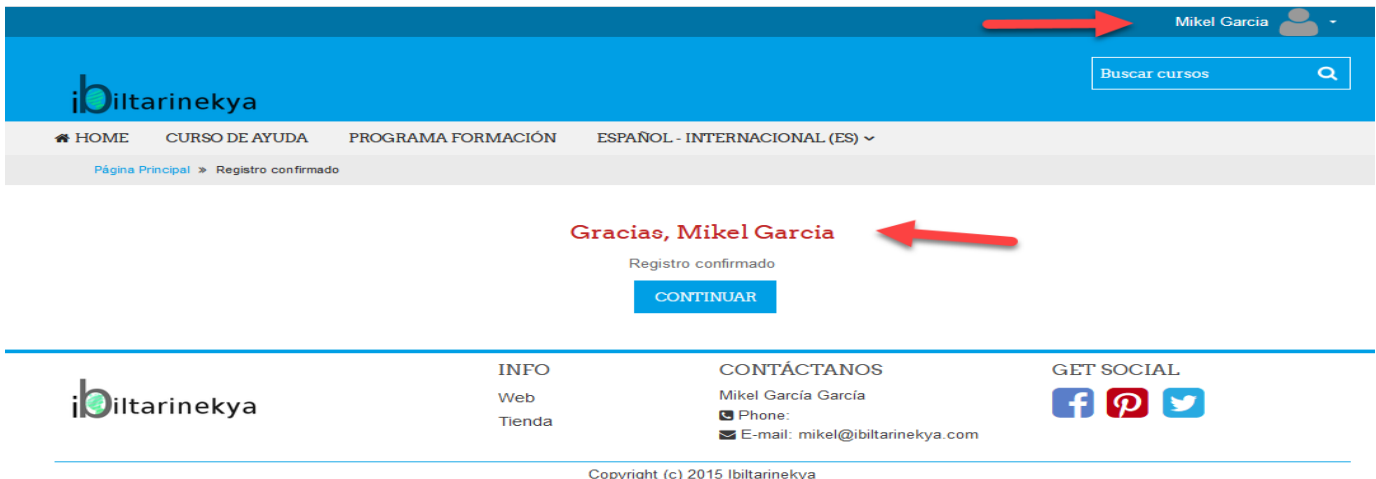 Mikel Garcia
Buscar cursos
ibiltarinekya
HOME CURSO DE AYUDA PROGRAMA FORMACIÓN ESPAÑOL - INTERNACIONAL (ES)
Página Principal » Registro confirmado
Gracias, Mikel Garcia
Registro confirmado
CONTINUAR
ibiltarinekya
INFO
Web
Tienda
CONTÁCTANOS
Mikel García García
Phone:
E-mail: mikel@ibiltarinekya.com
GET SOCIAL
Copyright (c) 2015 Ibiltarinekya